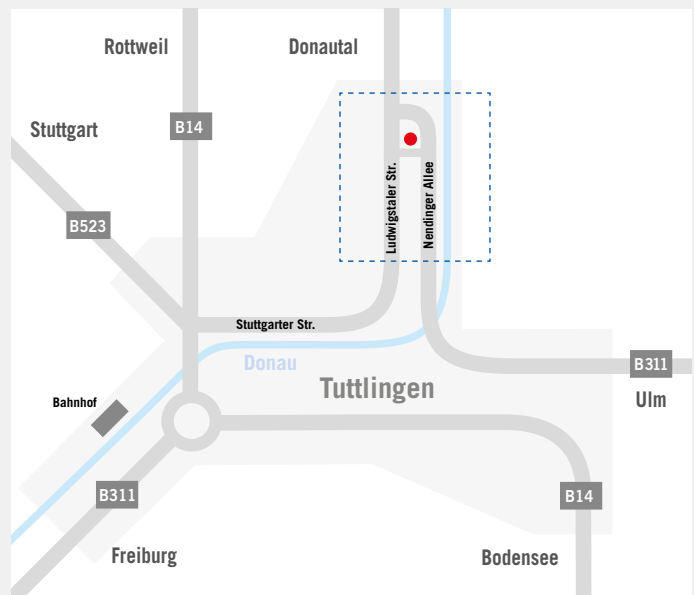 Rottweil
Donautal
Stuttgart
B14
B523
Ludwigstaler Str.
Nendinger Allee
Stuttgarter Str.
Donau
B311
Tuttlingen
Ulm
Bahnhof
B311
B14
Freiburg
Bodensee